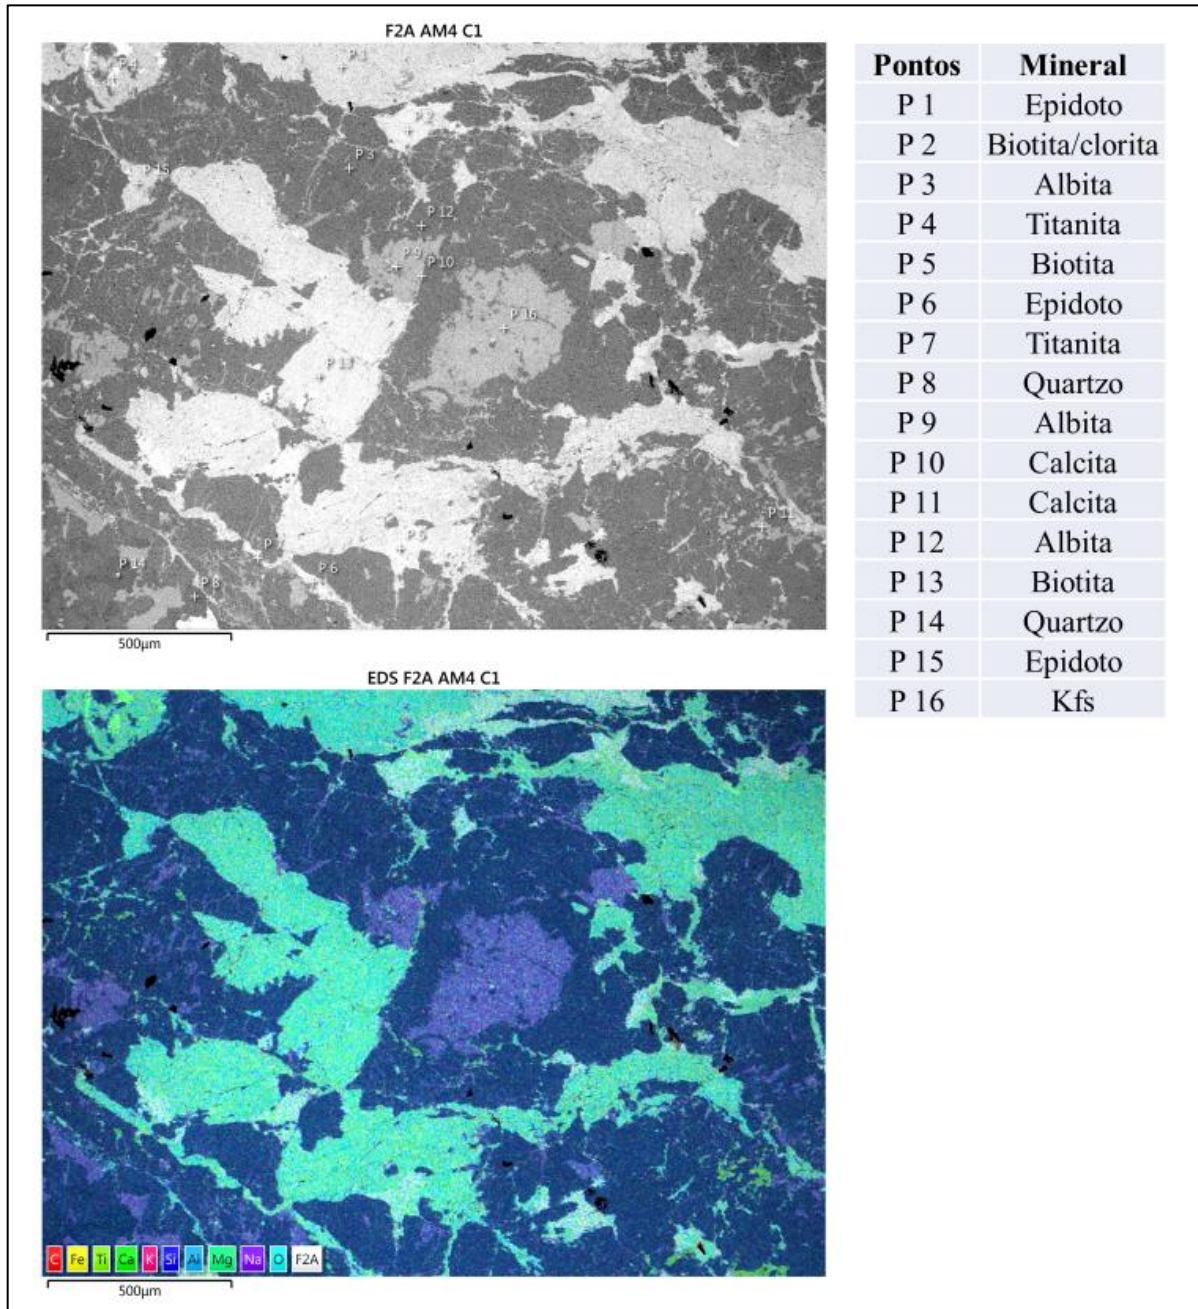 F2A AM4 C1
P 1
P 4
P 2
P 3
P 15
P 12
P 9
P 10
P 16
P 13
P 11
P 5
P 7
P 14
P 6
P 8
500µm
Pontos Mineral
P 1 Epidoto
P 2 Biotita/clorita
P 3 Albita
P 4 Titanita
P 5 Biotita
P 6 Epidoto
P 7 Titanita
P 8 Quartzo
P 9 Albita
P 10 Calcita
P 11 Calcita
P 12 Albita
P 13 Biotita
P 14 Quartzo
P 15 Epidoto
P 16 Kfs
EDS F2A AM4 C1
C Fe Ti Ca K Si Al Mg Na O F2A
500µm